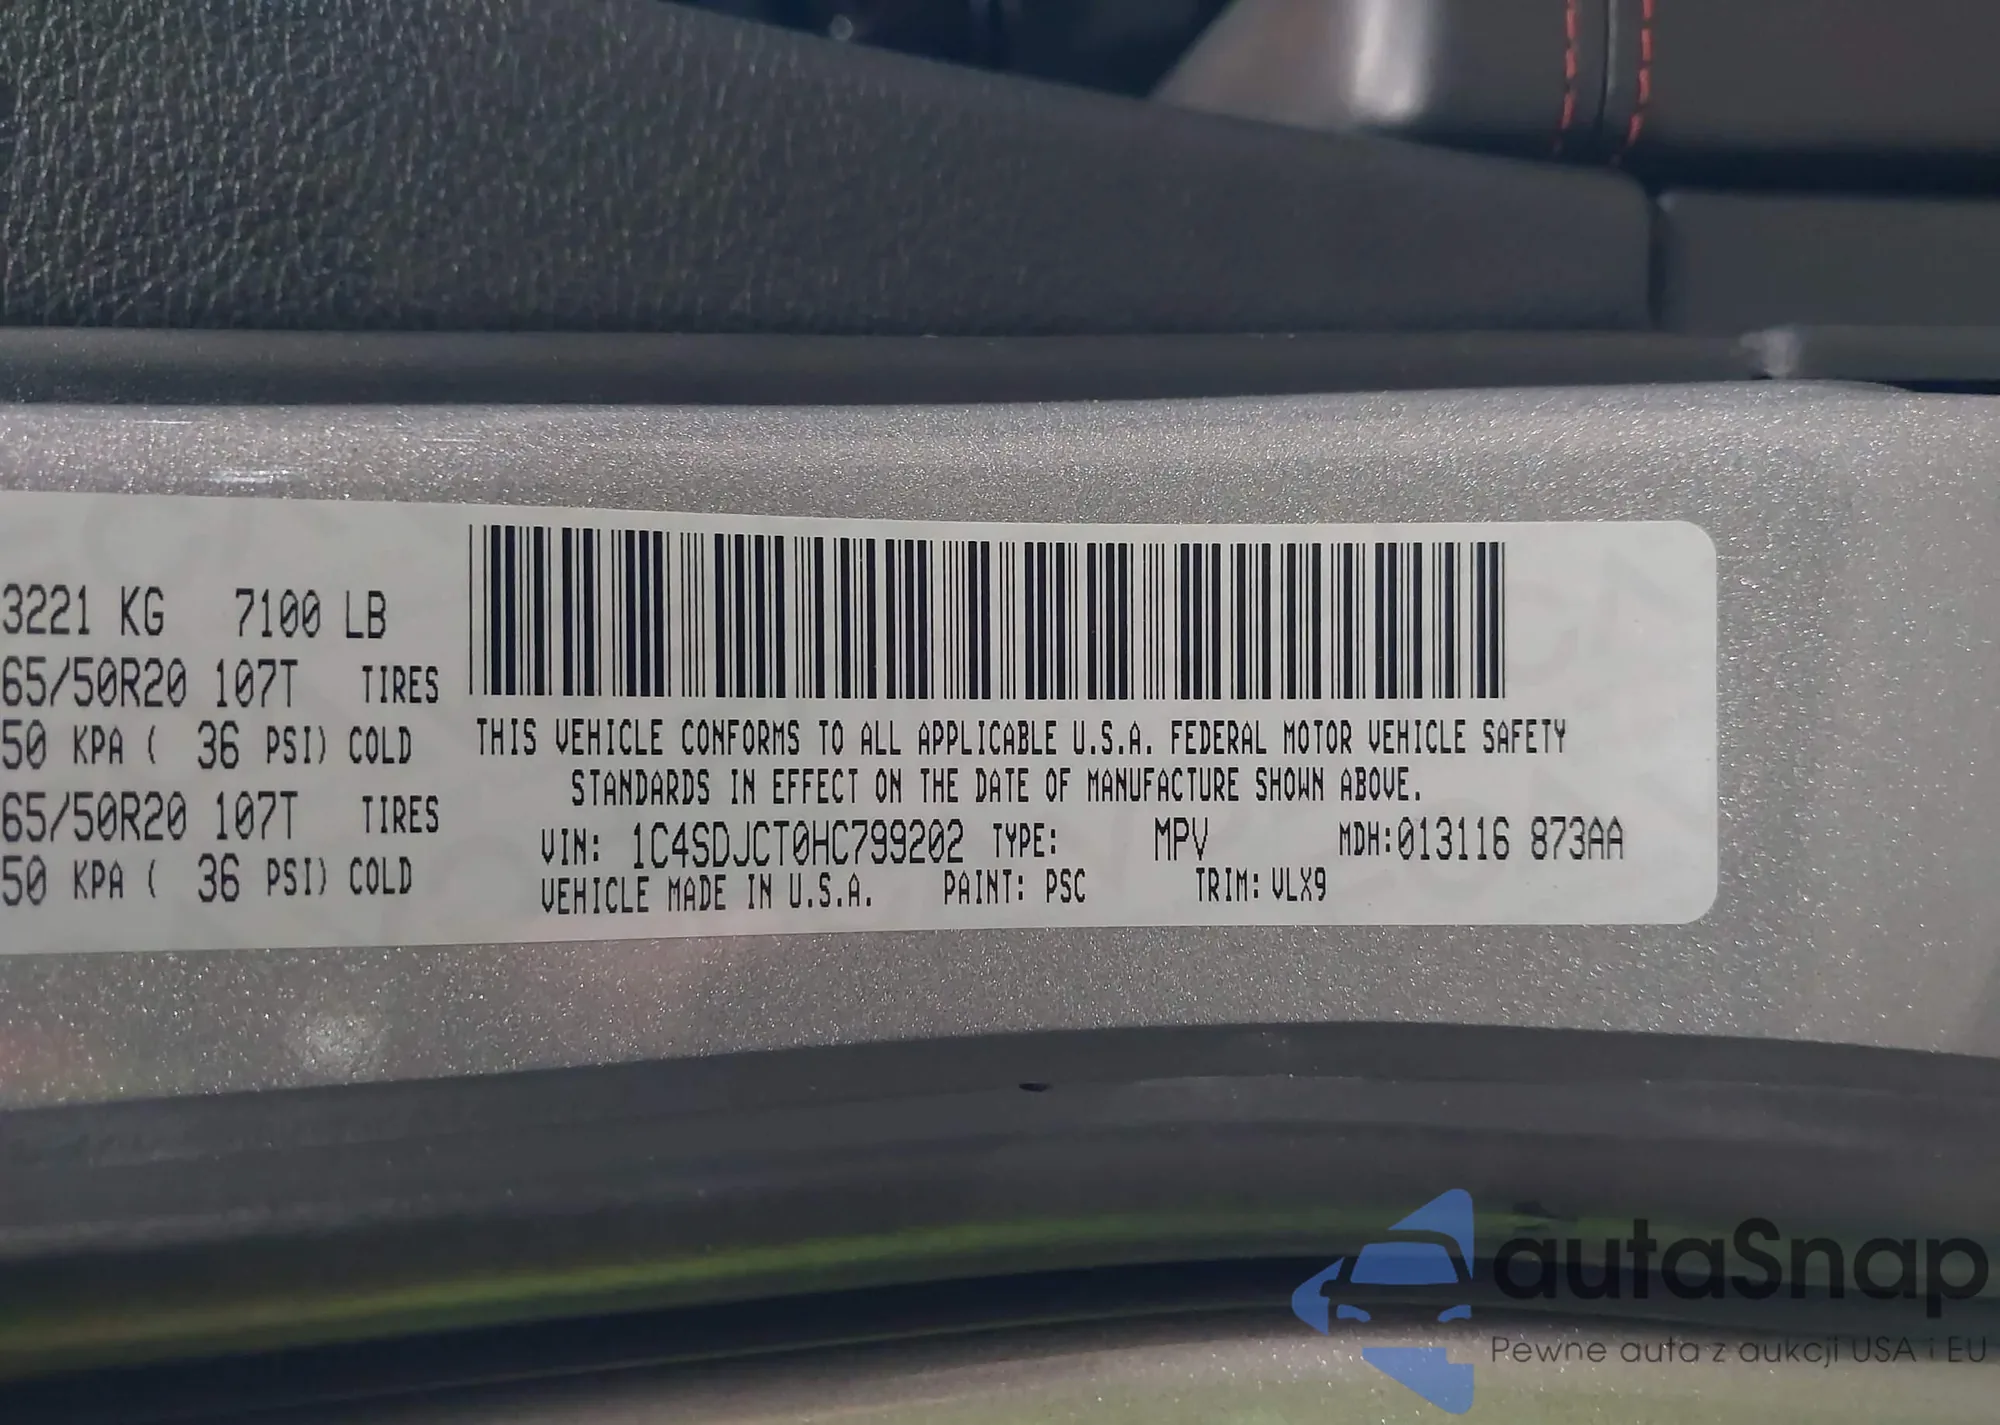 3221 KG 7100 LB
65/50R20 107T TIRES
50 KPA ( 36 PSI) COLD
65/50R20 107T TIRES
50 KPA ( 36 PSI) COLD
THIS VEHICLE CONFORMS TO ALL APPLICABLE U.S.A. FEDERAL MOTOR VEHICLE SAFETY
STANDARDS IN EFFECT ON THE DATE OF MANUFACTURE SHOWN ABOVE.
VIN: 1C4SDJCT0HC799202 TYPE: MPV MDH:013116 873AA
VEHICLE MADE IN U.S.A. PAINT: PSC TRIM: VLX9
autaSnap
Pewne auta z aukcji USA i EU